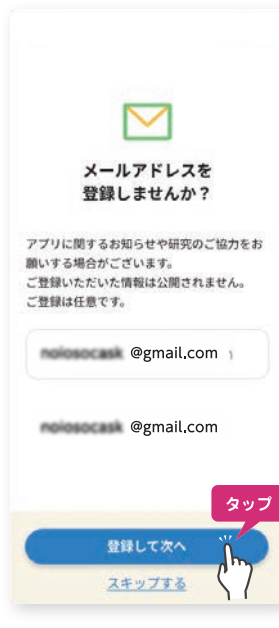 メールアドレスを
登録しませんか？
アプリに関するお知らせや研究のご協力をお
願いする場合がございます。
ご登録いただいた情報は公開されません。
ご登録は任意です。
@gmail.com
@gmail.com
タップ
登録して次へ
スキップする